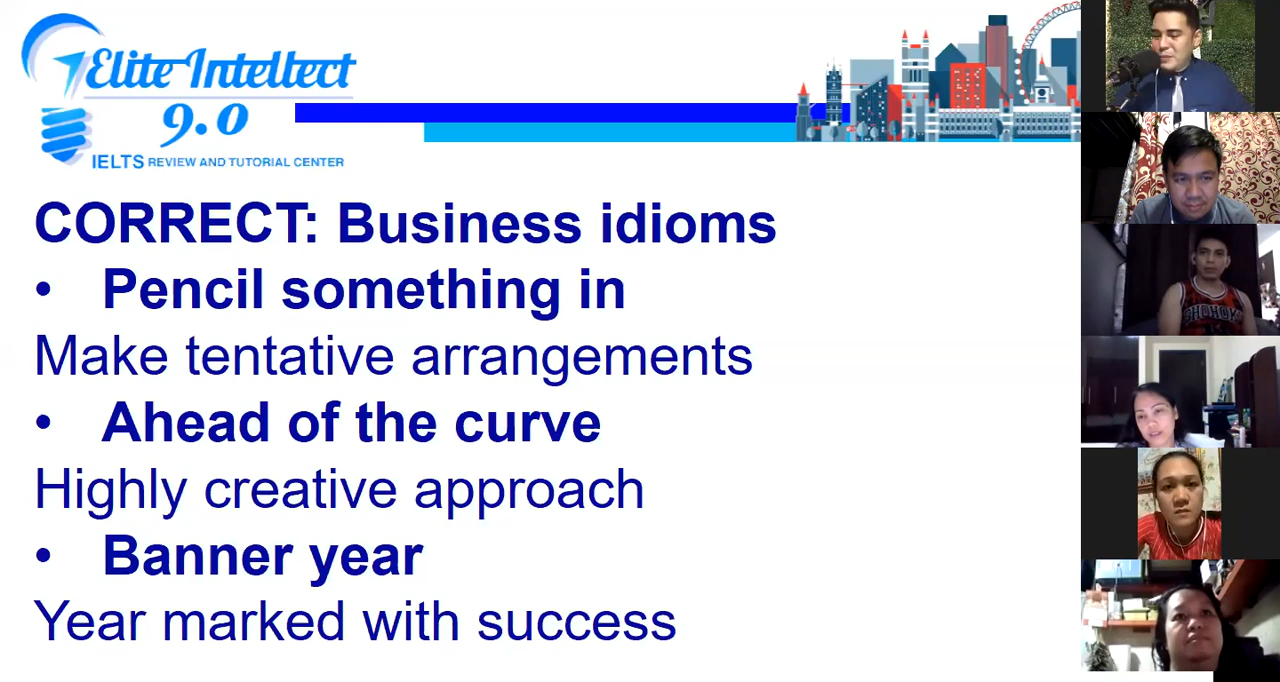 Elite Intellect
9.0
IELTS REVIEW AND TUTORIAL CENTER
CORRECT: Business idioms
• Pencil something in
Make tentative arrangements
• Ahead of the curve
Highly creative approach
• Banner year
Year marked with success
SHOHOKU